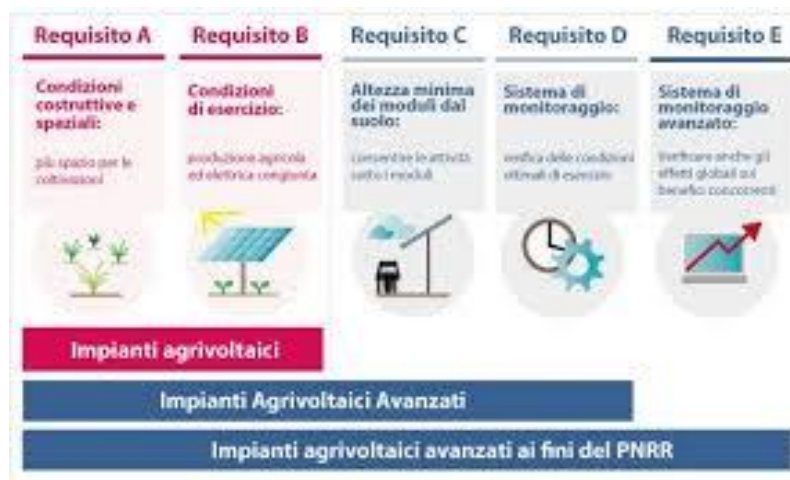 Requisito A
Requisito B
Requisito C
Requisito D
Requisito E
Condizioni
costruttive e
spaziali:
più spazio per le
coltivazioni
Condizioni
di esercizio:
produzione agricola
ed elettrica congiunta
Altezza minima
dei moduli dal
suolo:
consentire le attività
sotto i moduli
Sistema di
monitoraggio:
verifica delle condizioni
ottimali di esercizio
Sistema di
monitoraggio
avanzato:
Verificare anche gli
effetti globali sui
benefici concorrenti
Impianti agrivoltaici
Impianti Agrivoltaici Avanzati
Impianti agrivoltaici avanzati ai fini del PNRR